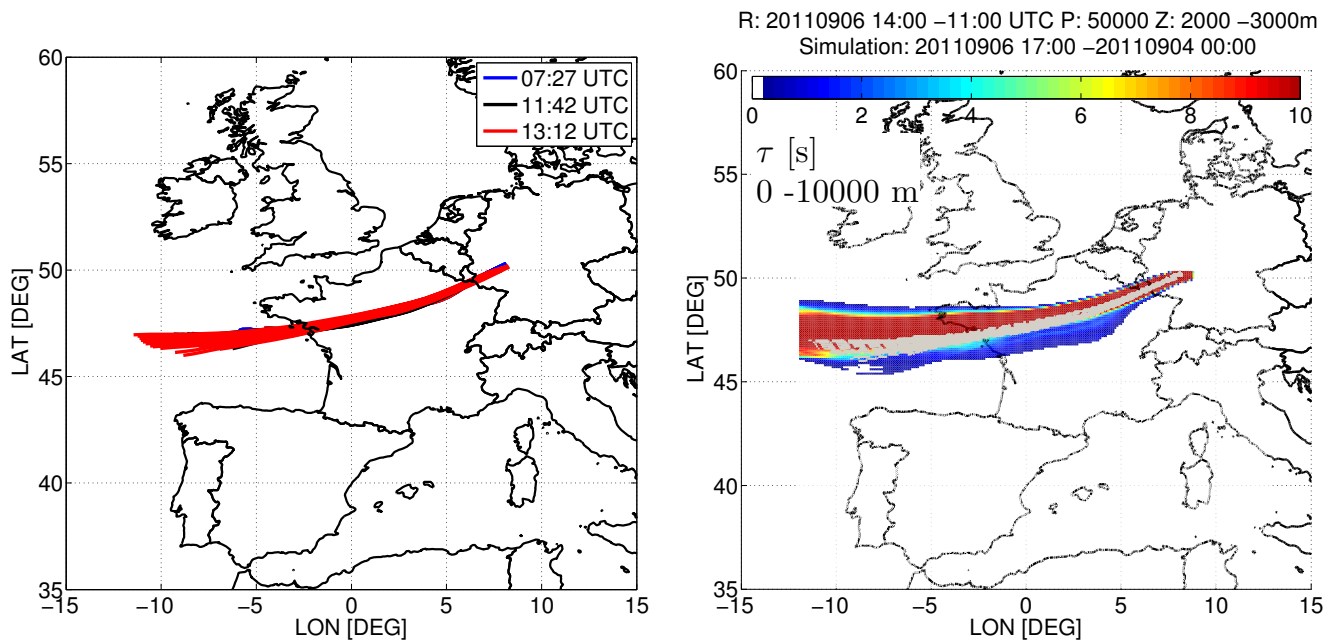 60
55
50
45
40
35
−15
−10
−5
0
5
10
15
LAT [DEG]
LON [DEG]
07:27 UTC
11:42 UTC
13:12 UTC
R: 20110906 14:00 −11:00 UTC P: 50000 Z: 2000 −3000m
Simulation: 20110906 17:00 −20110904 00:00
0
2
4
6
8
10
τ [s]
0 -10000 m
60
55
50
45
40
35
−15
−10
−5
0
5
10
15
LAT [DEG]
LON [DEG]